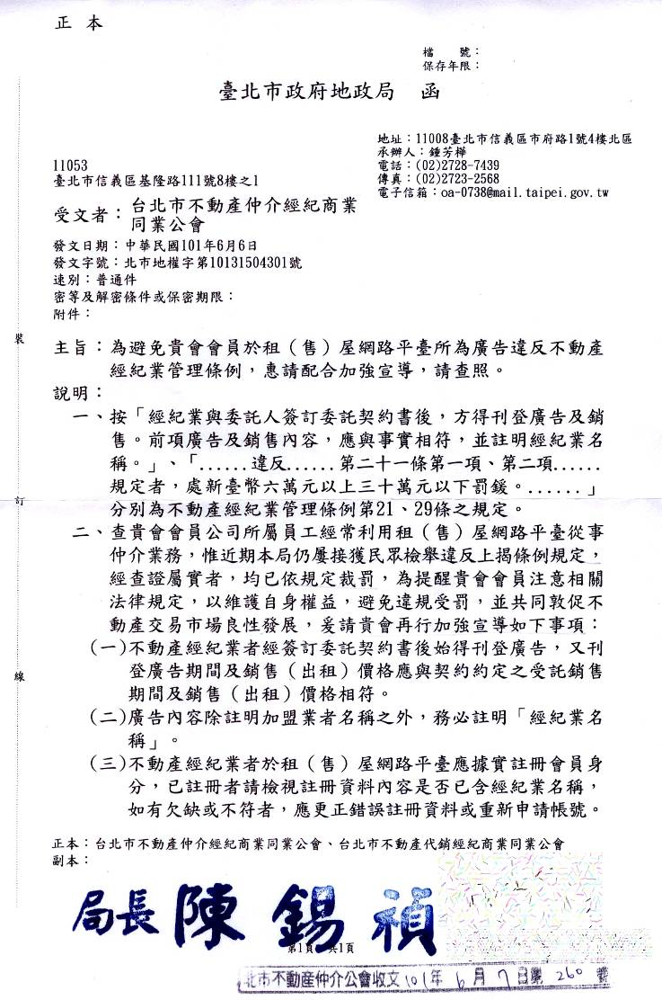 正本
檔　　號：
保存年限：
臺北市政府地政局　函
地址：11008臺北市信義區市府路1號4樓北區
承辦人：鍾芳樺
電話：(02)2728-7439
傳真：(02)2723-2568
電子信箱：oa-0738@mail.taipei.gov.tw
11053
臺北市信義區基隆路111號8樓之1
受文者：台北市不動產仲介經紀商業
同業公會
發文日期：中華民國101年6月6日
發文字號：北市地權字第10131504301號
速別：普通件
密等及解密條件或保密期限：
附件：
主旨：為避免貴會會員於租（售）屋網路平臺所為廣告違反不動產
經紀業管理條例，惠請配合加強宣導，請查照。
說明：
一、按「經紀業與委託人簽訂委託契約書後，方得刊登廣告及銷
售。前項廣告及銷售內容，應與事實相符，並註明經紀業名
稱。」、「......違反......第二十一條第一項、第二項......
規定者，處新臺幣六萬元以上三十萬元以下罰鍰。......」
分別為不動產經紀業管理條例第21、29條之規定。
二、查貴會會員公司所屬員工經常利用租（售）屋網路平臺從事
仲介業務，惟近期本局仍屢接獲民眾檢舉違反上揭條例規定，
經查證屬實者，均已依規定裁罰，為提醒貴會會員注意相關
法律規定，以維護自身權益，避免違規受罰，並共同敦促不
動產交易市場良性發展，爰請貴會再行加強宣導如下事項：
(一)不動產經紀業者經簽訂委託契約書後始得刊登廣告，又刊
登廣告期間及銷售（出租）價格應與契約約定之受託銷售
期間及銷售（出租）價格相符。
(二)廣告內容除註明加盟業者名稱之外，務必註明「經紀業名
稱」。
(三)不動產經紀業者於租（售）屋網路平臺應據實註冊會員身
分，已註冊者請檢視註冊資料內容是否已含經紀業名稱，
如有欠缺或不符者，應更正錯誤註冊資料或重新申請帳號。
裝
訂
線
正本：台北市不動產仲介經紀商業同業公會、台北市不動產代銷經紀商業同業公會
副本：
局長陳錫禎
第1頁　共1頁
北市不動產仲介公會收文101年6月7日第260號